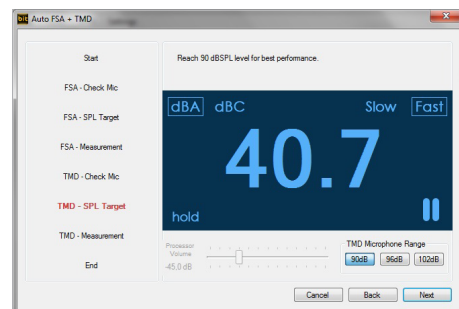 bit Auto FSA + TMD
Start
FSA - Check Mic
FSA - SPL Target
FSA - Measurement
TMD - Check Mic
TMD - SPL Target
TMD - Measurement
End
Reach 90 dBSPL level for best performance.
dBA dBC Slow Fast
40.7
hold
Processor
Volume
-45.0 dB
TMD Microphone Range
90dB 96dB 102dB
Cancel Back Next